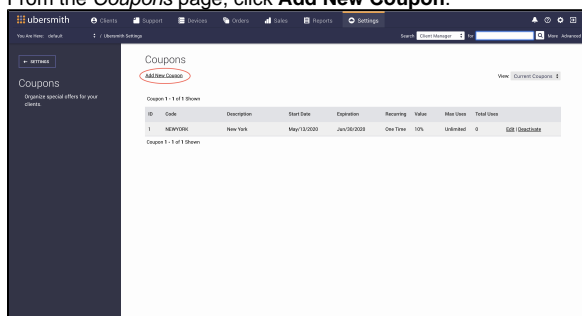 From the Coupons page, click Add New Coupon.
ubersmith Clients Support Devices Orders Sales Reports Settings
You Are Here: default / Ubersmith Settings Search Client Manager for More Advanced
← SETTINGS
Coupons
Organize special offers for your
clients.
Coupons
Add New Coupon
View: Current Coupons
Coupon 1 - 1 of 1 Shown
ID Code Description Start Date Expiration Recurring Value Max Uses Total Uses
1 NEWYORK New York May/13/2020 Jun/30/2020 One Time 10% Unlimited 0 Edit | Deactivate
Coupon 1 - 1 of 1 Shown